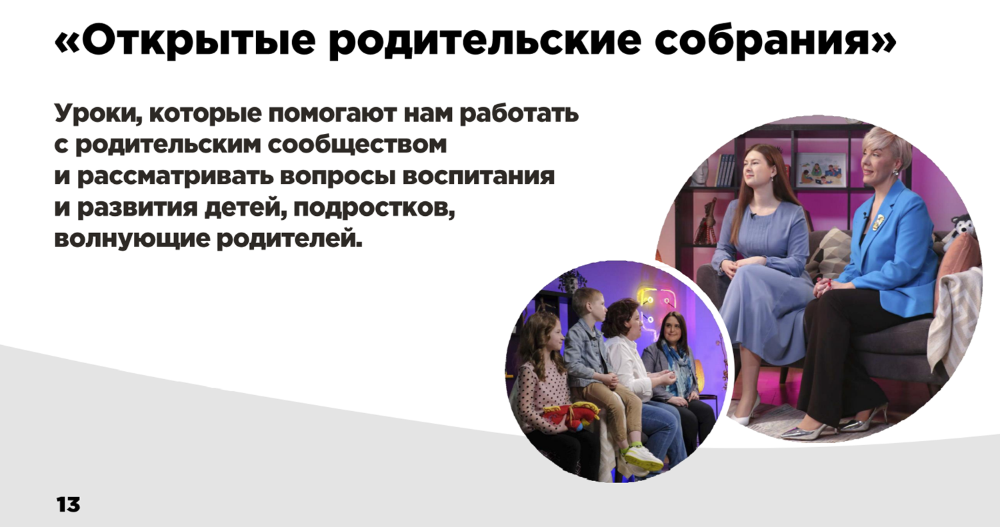 «Открытые родительские собрания»
Уроки, которые помогают нам работать
с родительским сообществом
и рассматривать вопросы воспитания
и развития детей, подростков,
волнующие родителей.
13